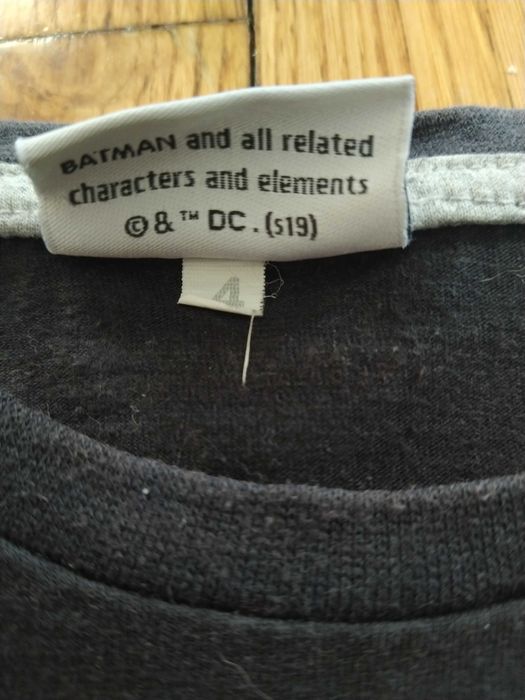 BATMAN and all related
characters and elements
©&™ DC. (s19)
4